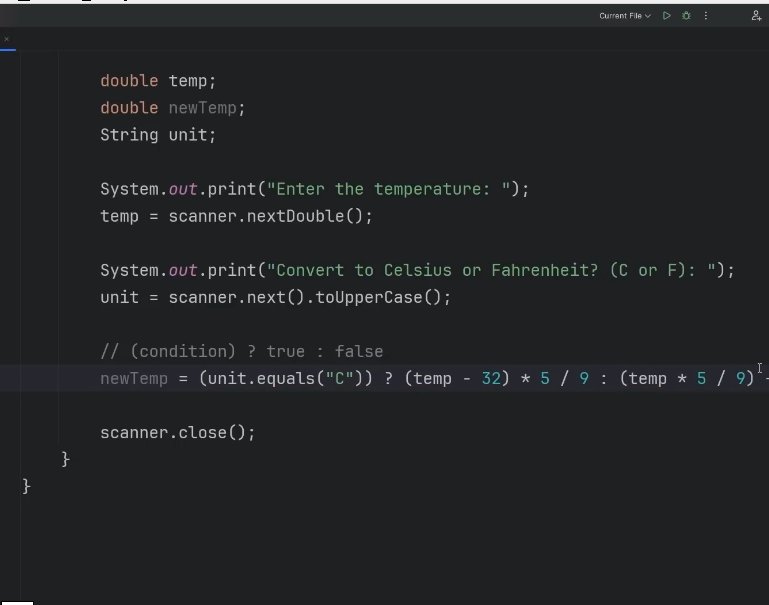 Current File
double temp;
double newTemp;
String unit;
System.out.print("Enter the temperature: ");
temp = scanner.nextDouble();
System.out.print("Convert to Celsius or Fahrenheit? (C or F): ");
unit = scanner.next().toUpperCase();
// (condition) ? true : false
newTemp = (unit.equals("C")) ? (temp - 32) * 5 / 9 : (temp * 5 / 9)
scanner.close();
}
}